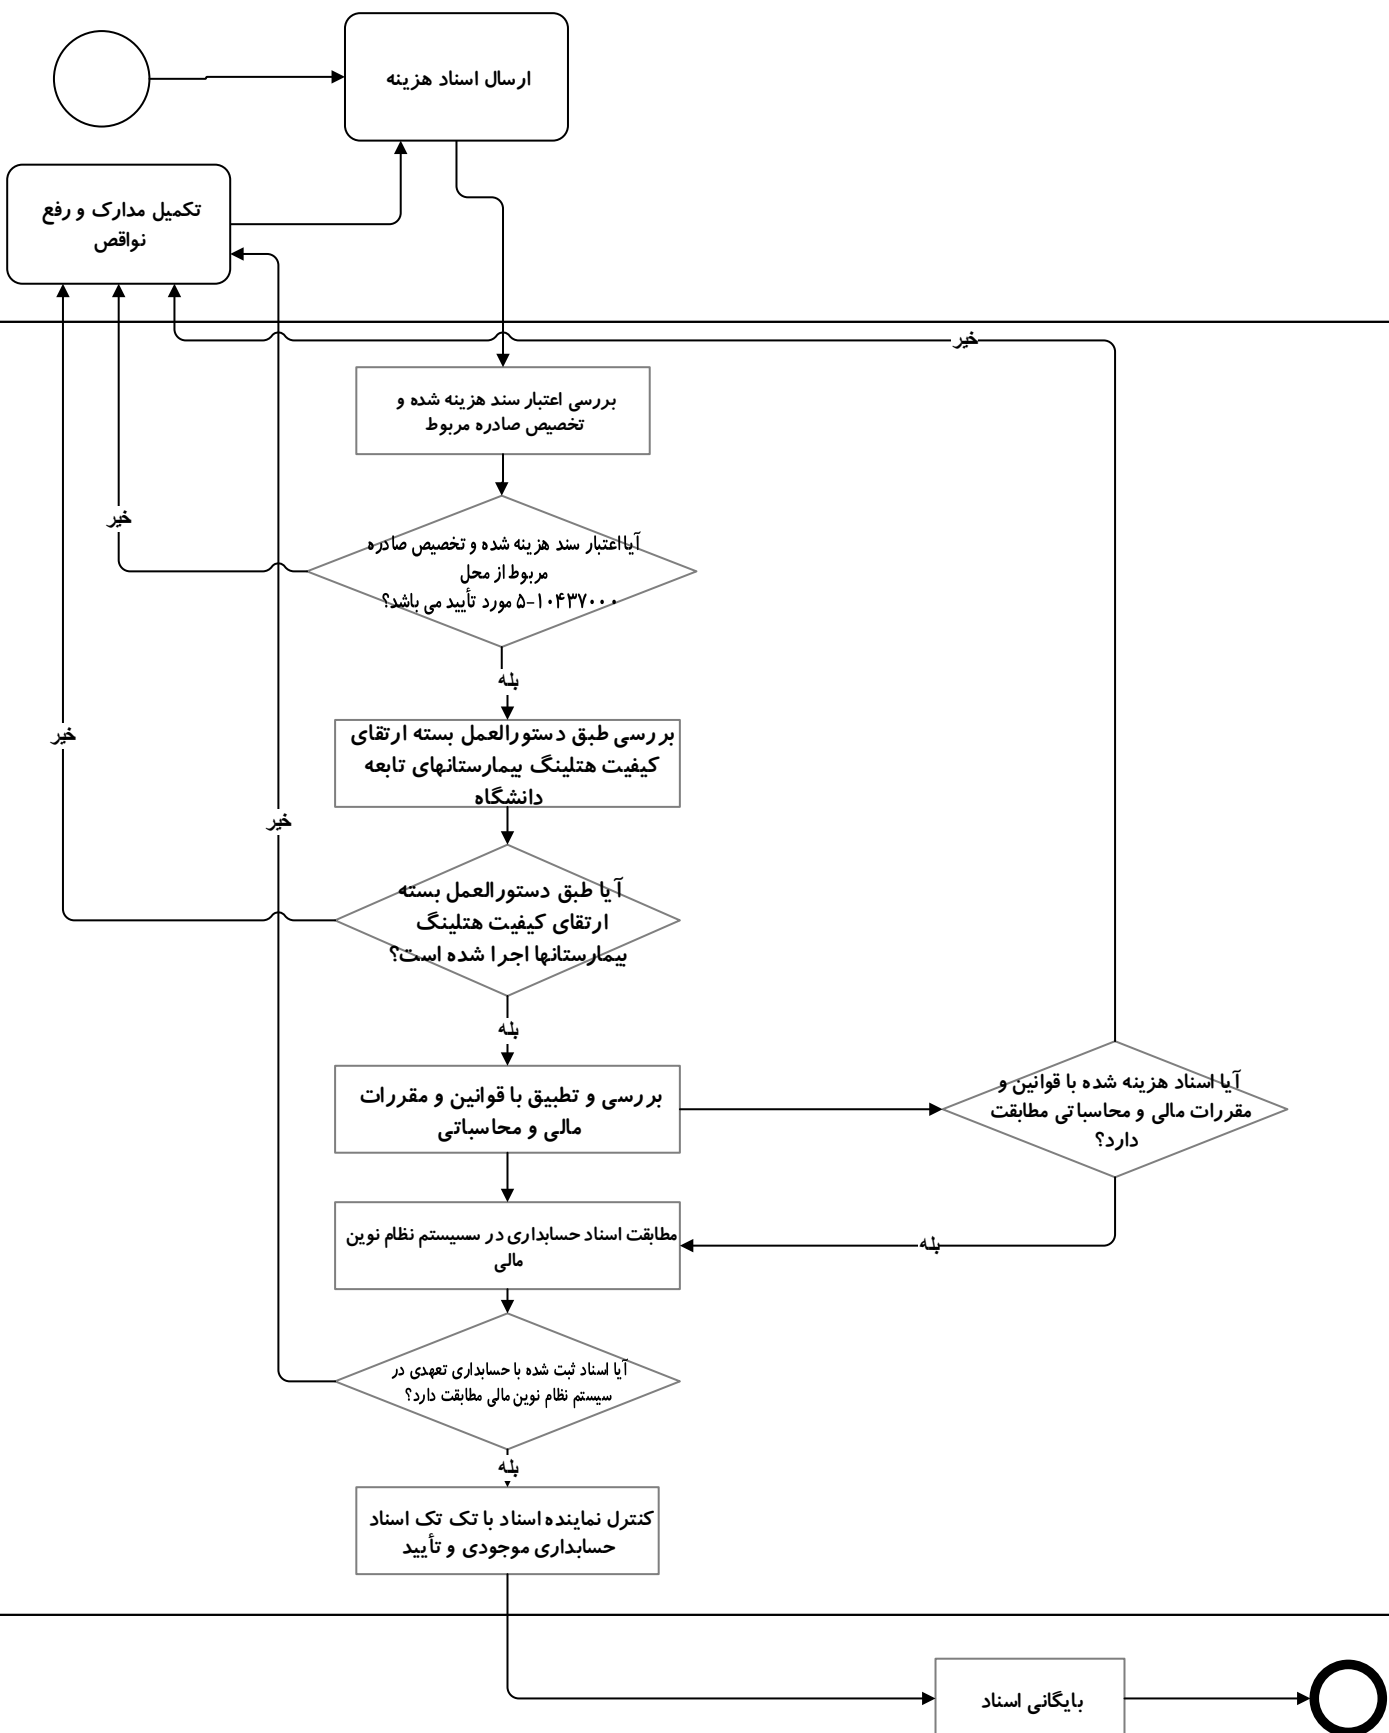 ارسال اسناد هزینه
تکمیل مدارک و رفع
نواقص
خیر
بررسی اعتبار سند هزینه شده و
تخصیص صادره مربوط
خیر
آیا اعتبار سند هزینه شده و تخصیص صادره
مربوط از محل
۵-۱۰۴۳۷۰۰۰ مورد تأیید می باشد؟
بله
خیر
بررسی طبق دستورالعمل بسته ارتقای
کیفیت هتلینگ بیمارستانهای تابعه
دانشگاه
خیر
آیا طبق دستورالعمل بسته
ارتقای کیفیت هتلینگ
بیمارستانها اجرا شده است؟
بله
بررسی و تطبیق با قوانین و مقررات
مالی و محاسباتی
آیا اسناد هزینه شده با قوانین و
مقررات مالی و محاسباتی مطابقت
دارد؟
مطابقت اسناد حسابداری در سسیستم نظام نوین
مالی
بله
آیا اسناد ثبت شده با حسابداری تعهدی در
سیستم نظام نوین مالی مطابقت دارد؟
بله
کنترل نماینده اسناد با تک تک اسناد
حسابداری موجودی و تأیید
بایگانی اسناد